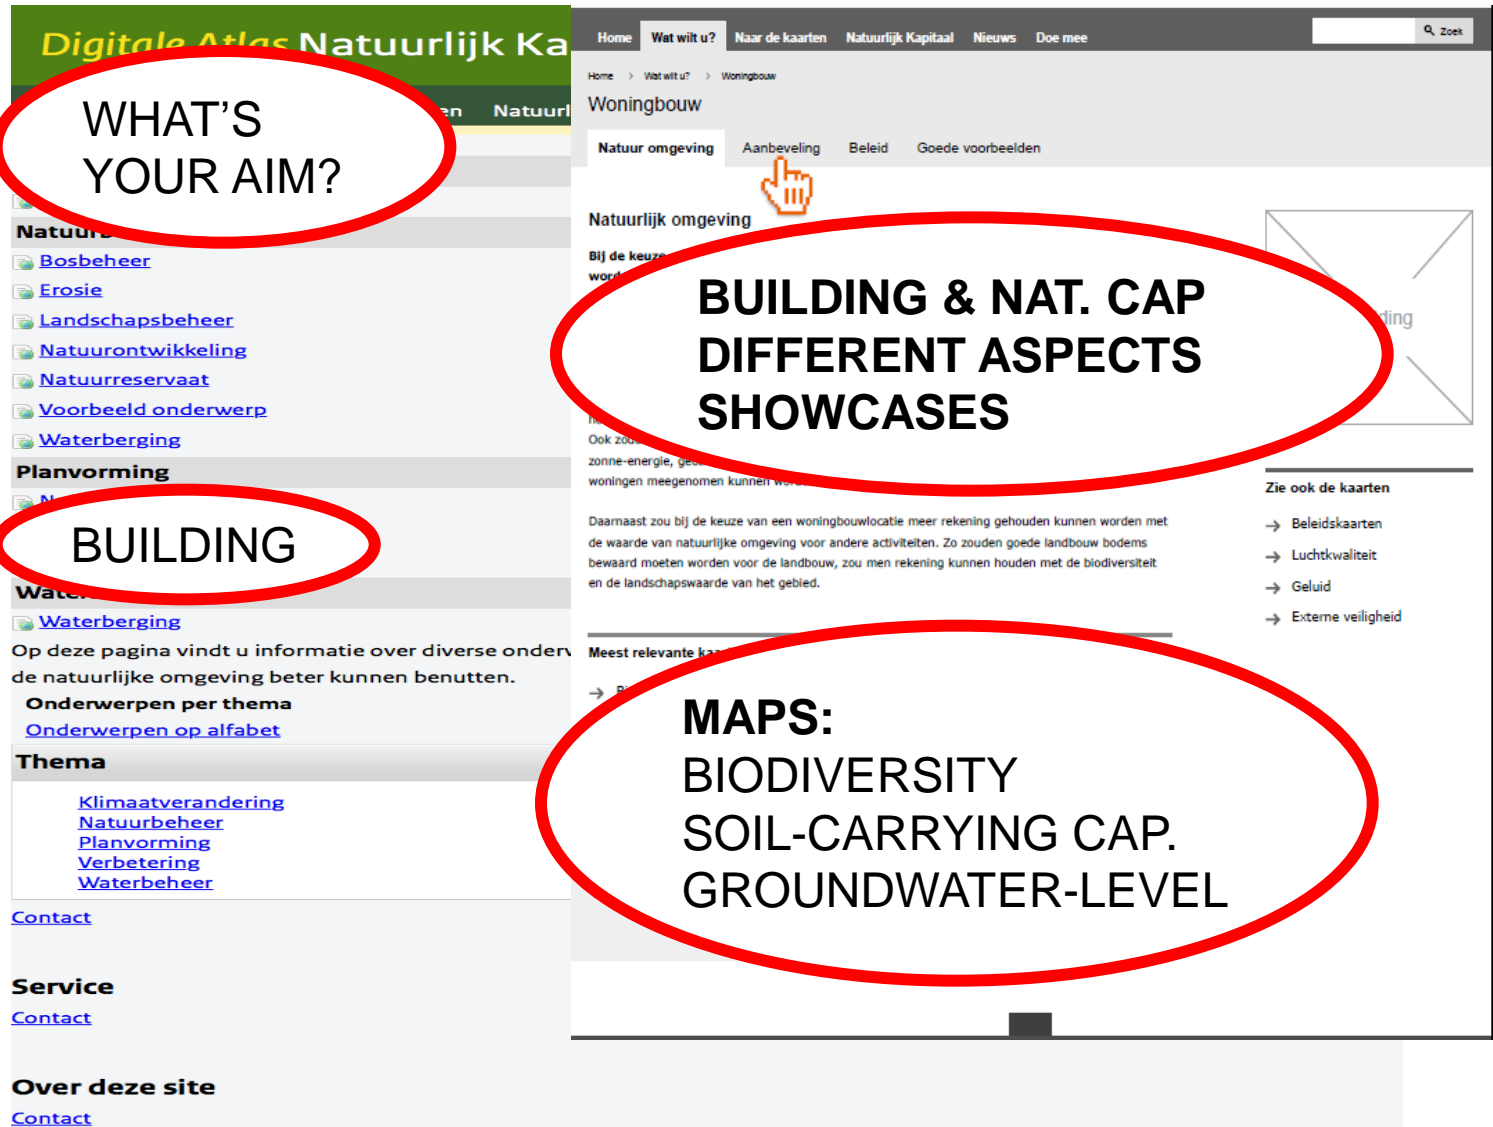 Digitale Atlas Natuurlijk Ka
en Natuurl
WHAT'S
YOUR AIM?
Bosbeheer
Erosie
Landschapsbeheer
Natuurontwikkeling
Natuurreservaat
Voorbeeld onderwerp
Waterberging
Planvorming
BUILDING
Waterberging
Op deze pagina vindt u informatie over diverse onderv
de natuurlijke omgeving beter kunnen benutten.
Onderwerpen per thema
Onderwerpen op alfabet
Thema
Klimaatverandering
Natuurbeheer
Planvorming
Verbetering
Waterbeheer
Contact
Service
Contact
Over deze site
Contact
Home Wat wilt u? Naar de kaarten Natuurlijk Kapitaal Nieuws Doe mee
Zoek
Home > Wat wilt u? > Woningbouw
Woningbouw
Natuur omgeving Aanbeveling Beleid Goede voorbeelden
Natuurlijk omgeving
Bij de keuze
BUILDING & NAT. CAP
DIFFERENT ASPECTS
SHOWCASES
Ook
zonne-energie,
woningen meegenomen kunnen
Daarnaast zou bij de keuze van een woningbouwlocatie meer rekening gehouden kunnen worden met
de waarde van natuurlijke omgeving voor andere activiteiten. Zo zouden goede landbouw bodems
bewaard moeten worden voor de landbouw, zou men rekening kunnen houden met de biodiversiteit
en de landschapswaarde van het gebied.
Meest relevante
MAPS:
BIODIVERSITY
SOIL-CARRYING CAP.
GROUNDWATER-LEVEL
Zie ook de kaarten
Beleidskaarten
Luchtkwaliteit
Geluid
Externe veiligheid